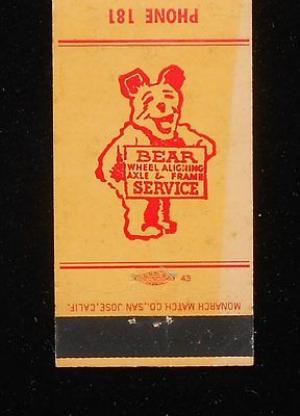 PHONE 181
BEAR
WHEEL ALIGNING
AXLE & FRAME
SERVICE
43
MONARCH MATCH CO., SAN JOSE, CALIF.